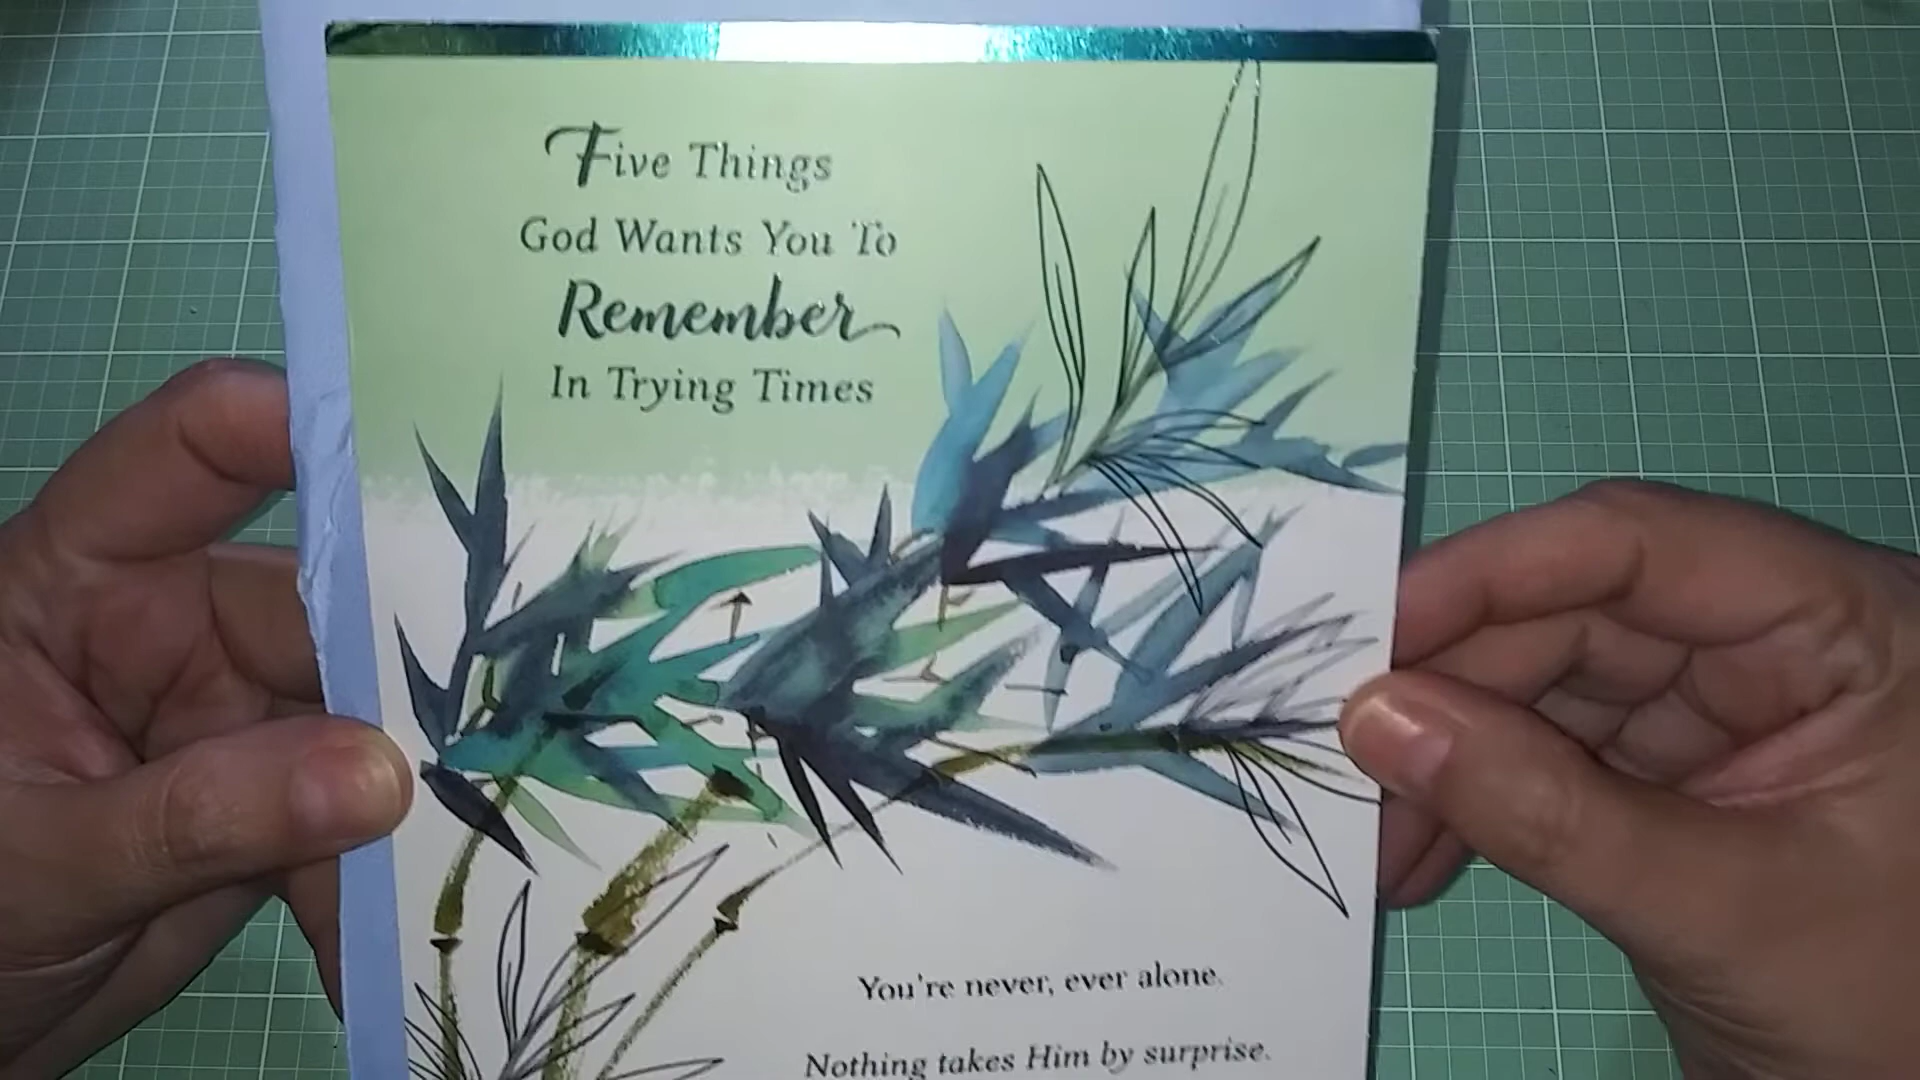 Five Things
God Wants You To
Remember
In Trying Times
You're never, ever alone.
Nothing takes Him by surprise.